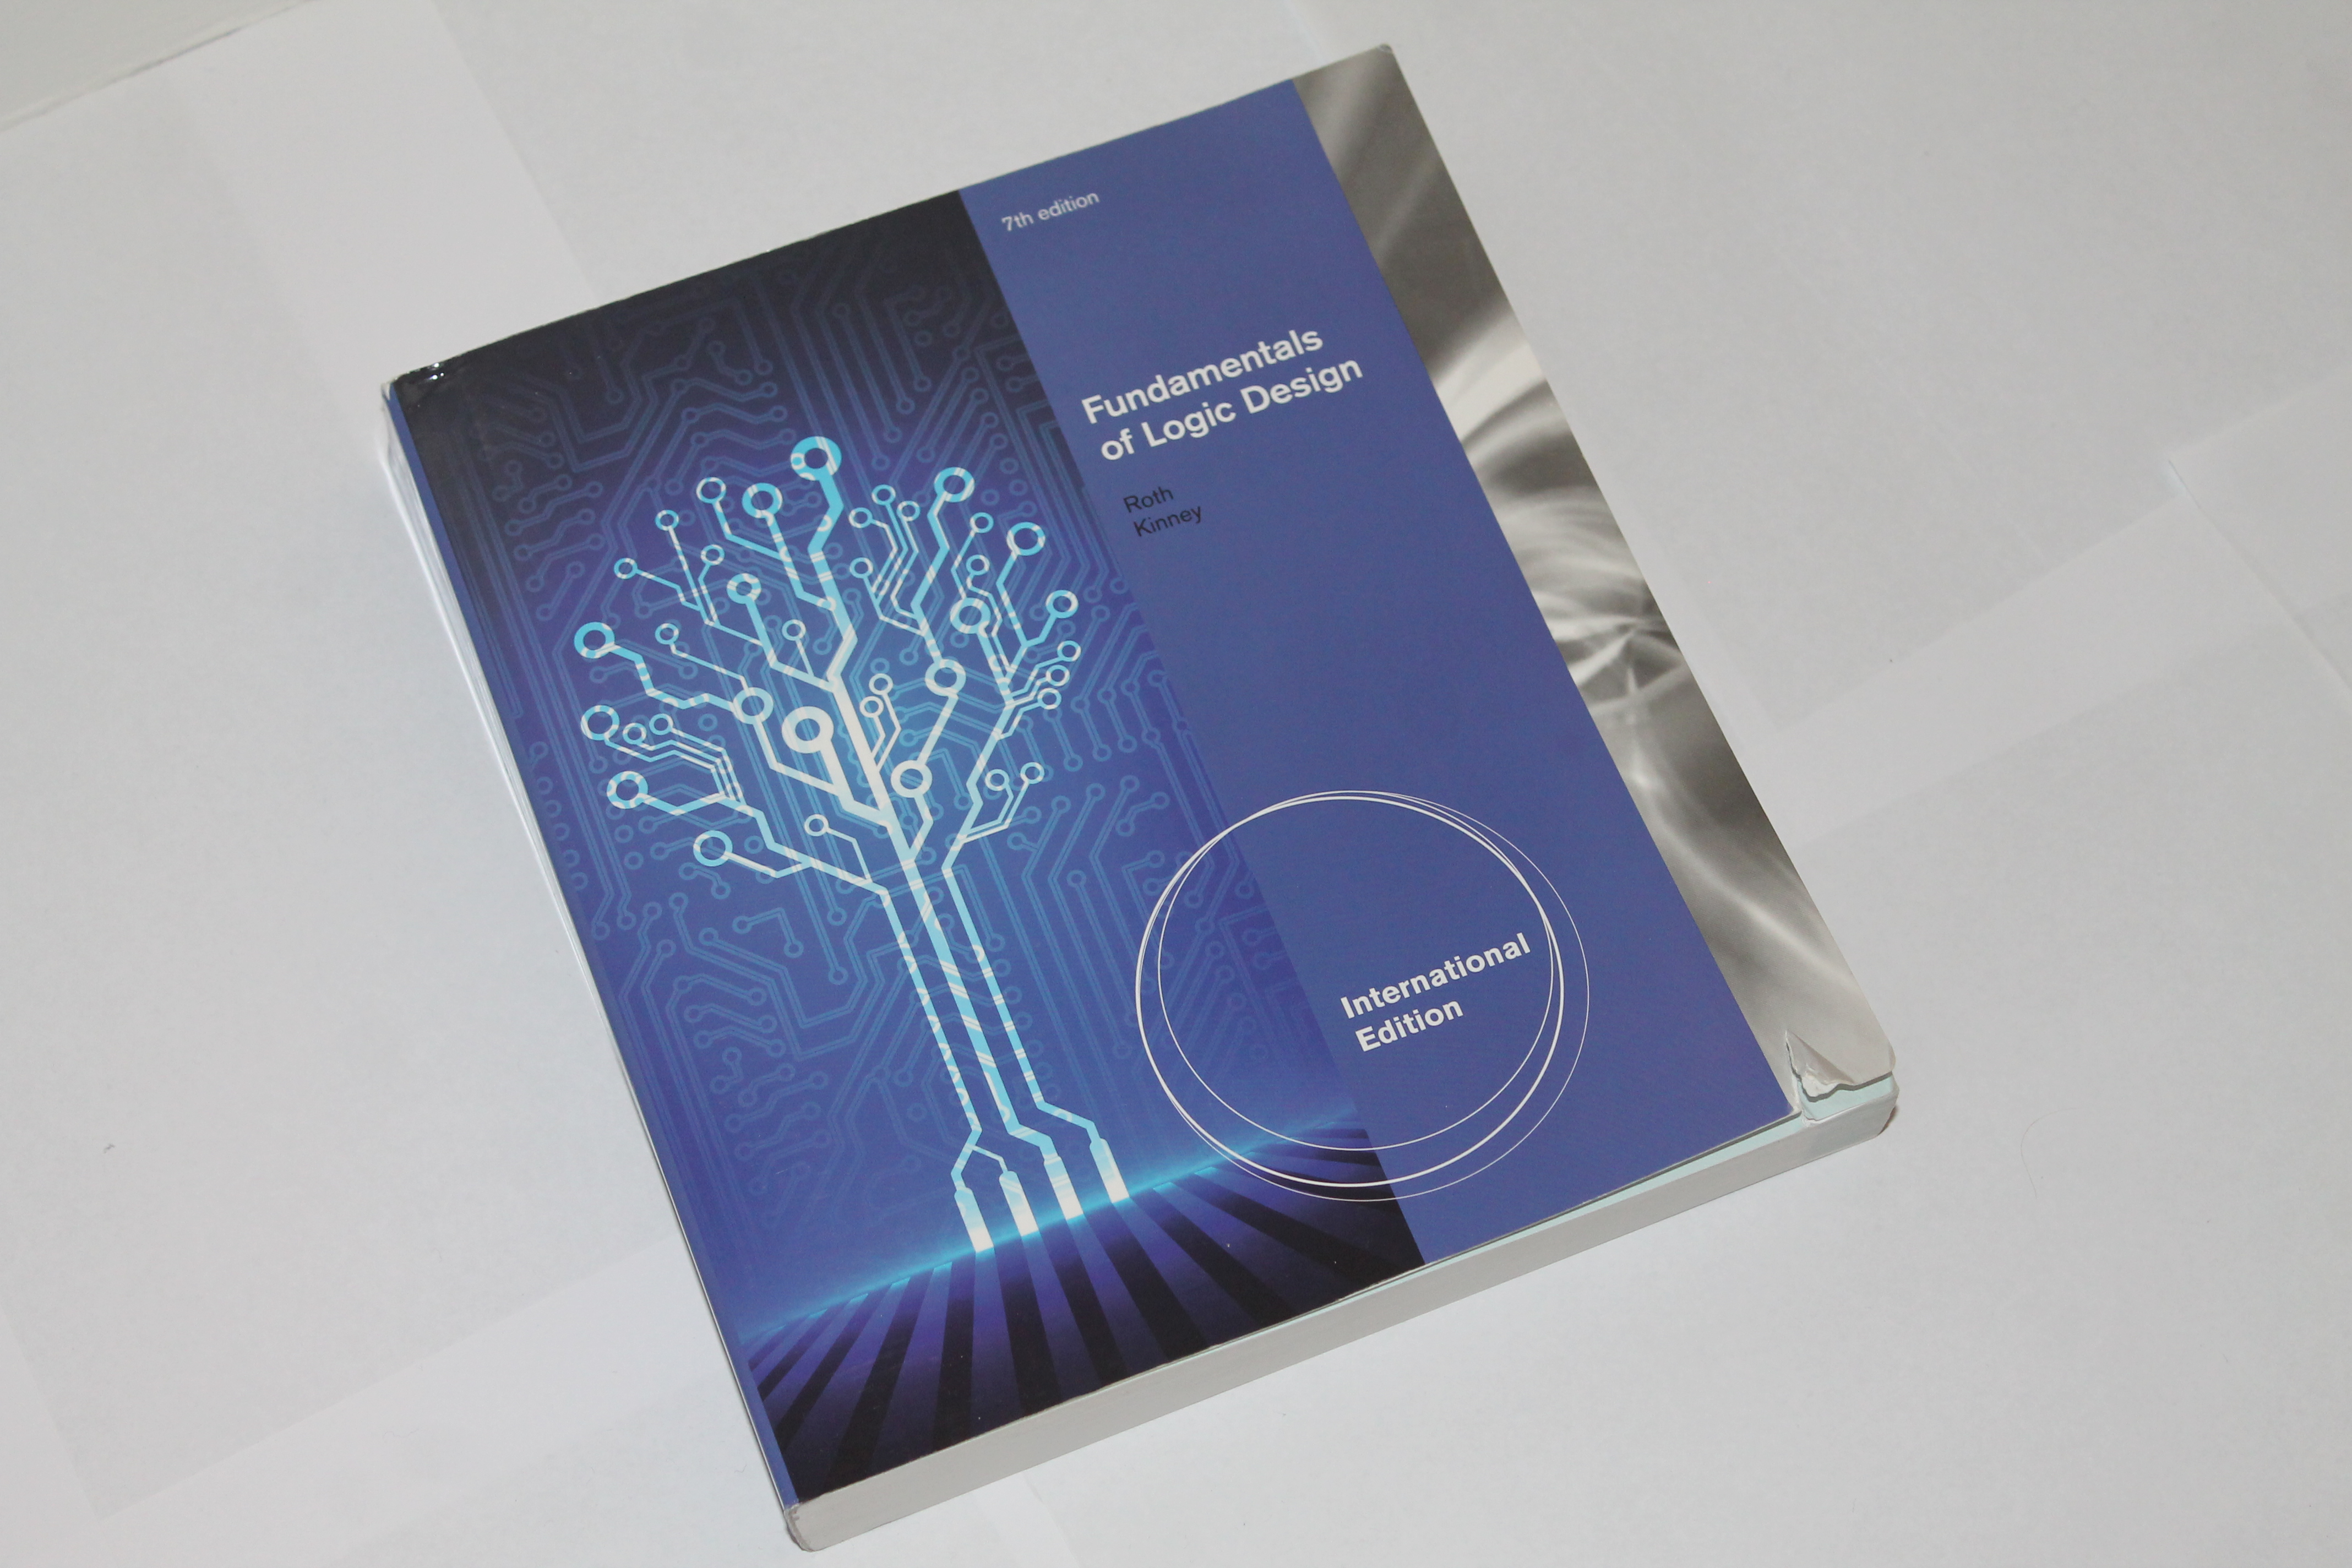 7th edition
Fundamentals
of Logic Design
Roth
Kinney
International
Edition